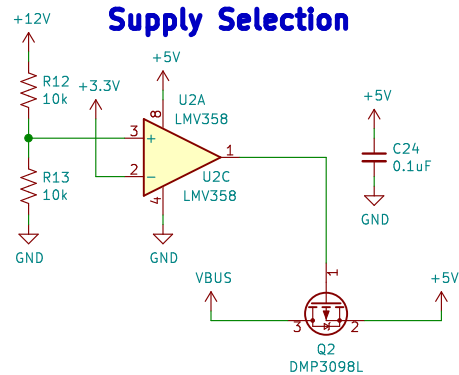 Supply Selection
+12V
+5V
R12
10k
+3.3V
8
U2A
LMV358
+5V
3
+
1
2
−
C24
0.1uF
R13
10k
U2C
LMV358
4
GND
GND
GND
1
VBUS
+5V
3
2
Q2
DMP3098L